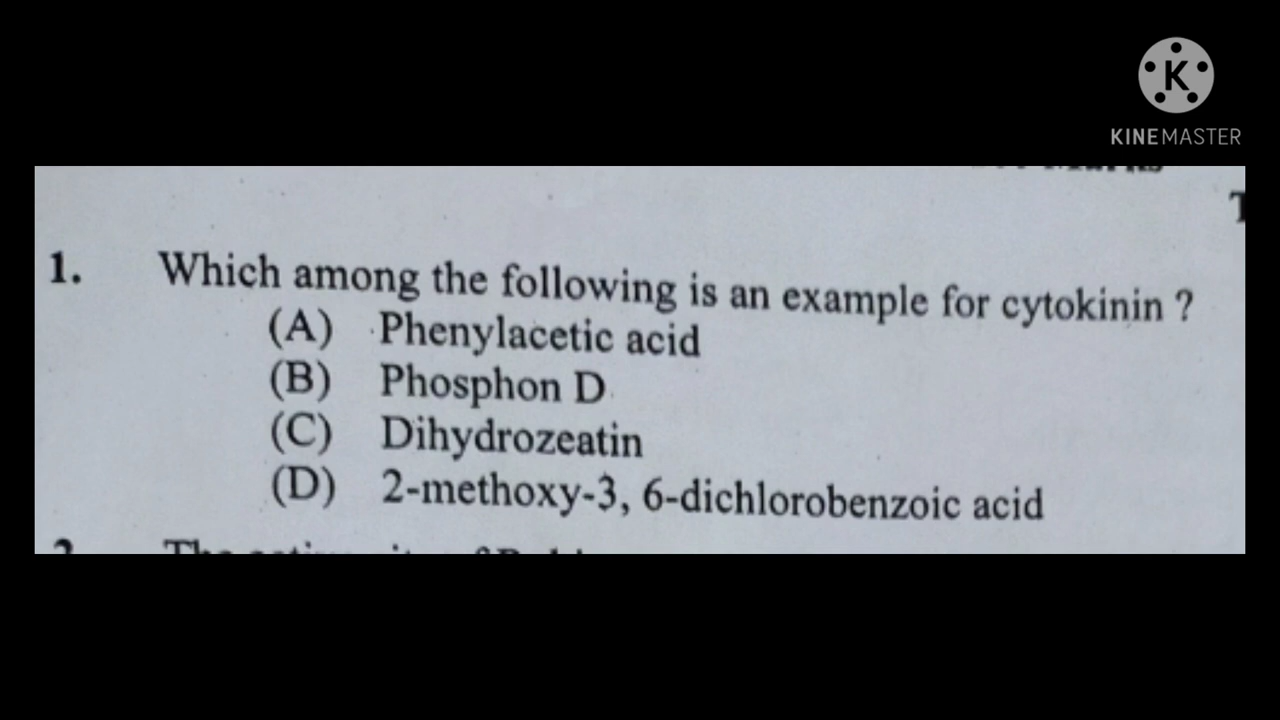 KINEMASTER
1. Which among the following is an example for cytokinin ?
(A) Phenylacetic acid
(B) Phosphon D
(C) Dihydrozeatin
(D) 2-methoxy-3, 6-dichlorobenzoic acid